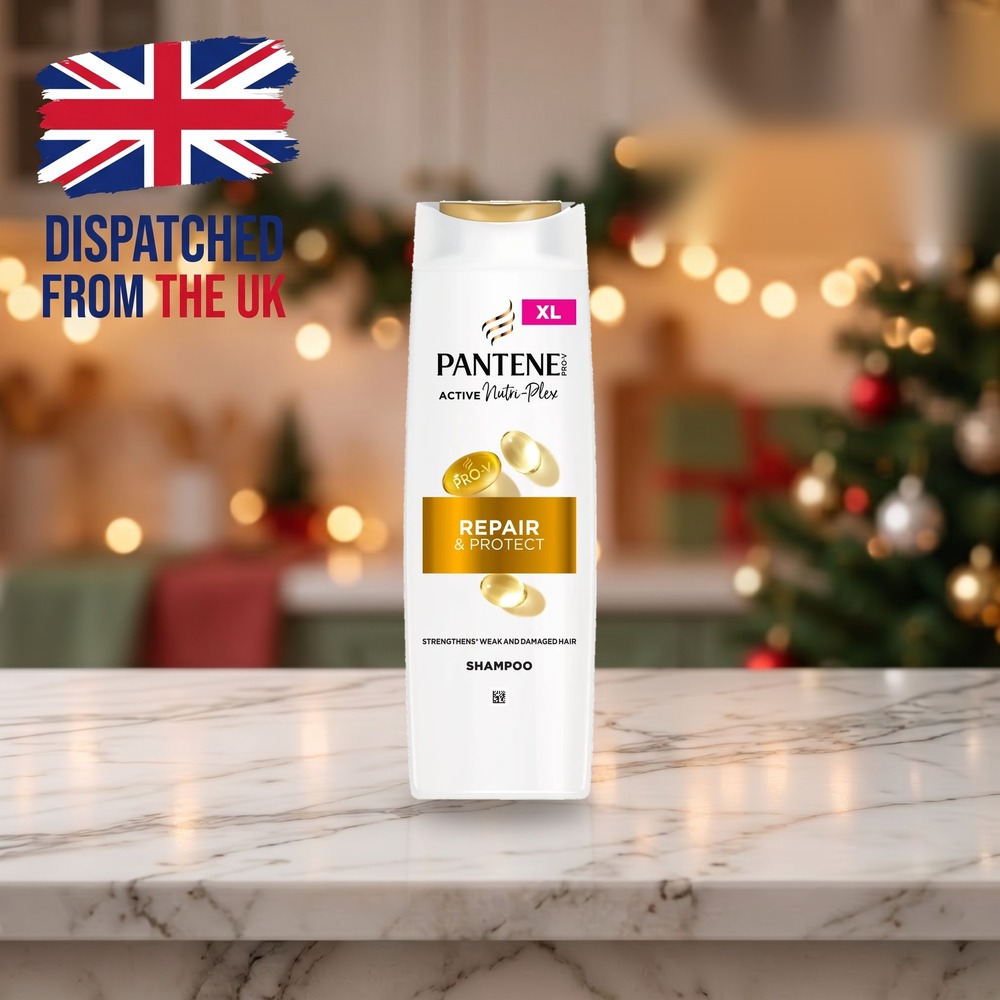 DISPATCHED
FROM THE UK
XL
PANTENE PRO-V
ACTIVE Nutri-Plex
PRO-V
REPAIR
& PROTECT
STRENGTHENS* WEAK AND DAMAGED HAIR
SHAMPOO